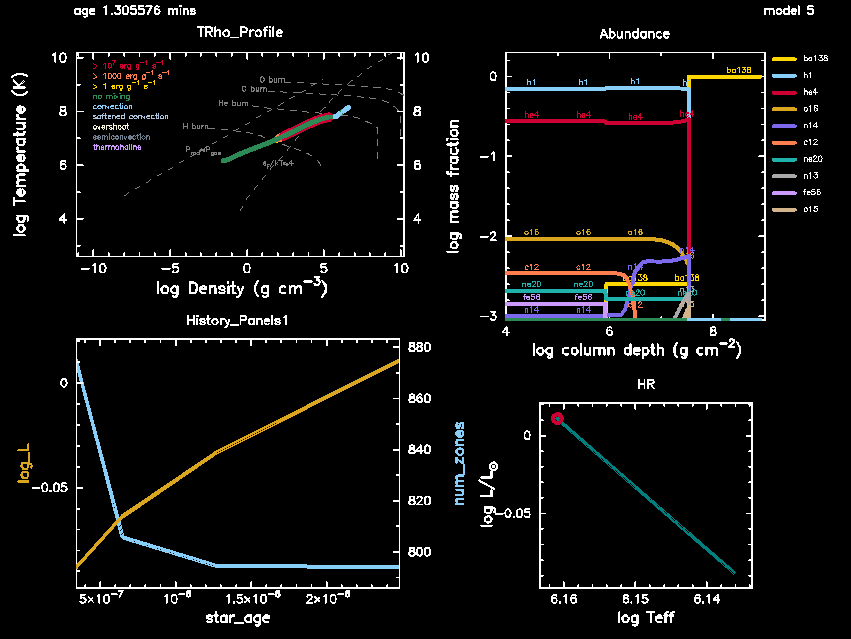 age 1.305576 mins
model 5
TRho_Profile
> 10⁷ erg g⁻¹ s⁻¹
> 1000 erg g⁻¹ s⁻¹
> 1 erg g⁻¹ s⁻¹
no mixing
convection
softened convection
overshoot
semiconvection
thermohaline
O burn
C burn
He burn
H burn
Pᵣₐd≈P_gas
10
8
6
4
10
8
6
4
−10
−5
0
5
10
log Temperature (K)
log Density (g cm⁻³)
Abundance
ba138
h1
he4
o16
n14
c12
ne20
n13
fe56
o15
h1
h1
h1
he4
he4
he4
o16
o16
o16
c12
c12
ne20
ne20
fe56
fe56
n14
n14
0
−1
−2
−3
4
6
8
log mass fraction
log column depth (g cm⁻²)
History_Panels1
0
−0.05
880
860
840
820
800
5×10⁻⁷
10⁻⁶
1.5×10⁻⁶
2×10⁻⁶
log_L
num_zones
star_age
HR
0
−0.05
6.16
6.15
6.14
log L/L☉
log Teff